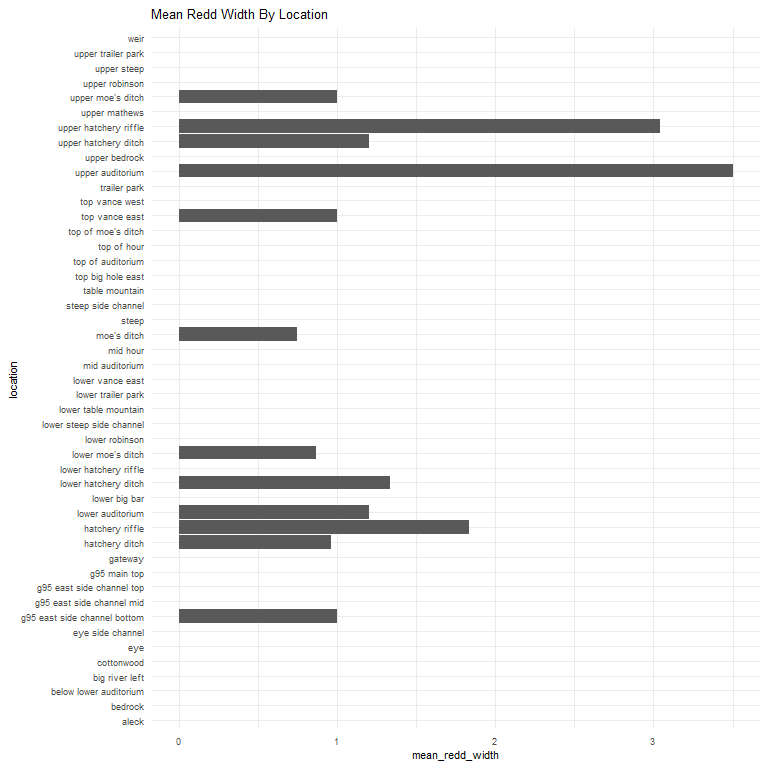 Mean Redd Width By Location
weir
upper trailer park
upper steep
upper robinson
upper moe's ditch
upper mathews
upper hatchery riffle
upper hatchery ditch
upper bedrock
upper auditorium
trailer park
top vance west
top vance east
top of moe's ditch
top of hour
top of auditorium
top big hole east
table mountain
steep side channel
steep
moe's ditch
mid hour
mid auditorium
lower vance east
lower trailer park
lower table mountain
lower steep side channel
lower robinson
lower moe's ditch
lower hatchery riffle
lower hatchery ditch
lower big bar
lower auditorium
hatchery riffle
hatchery ditch
gateway
g95 main top
g95 east side channel top
g95 east side channel mid
g95 east side channel bottom
eye side channel
eye
cottonwood
big river left
below lower auditorium
bedrock
aleck
location
0 1 2 3
mean_redd_width